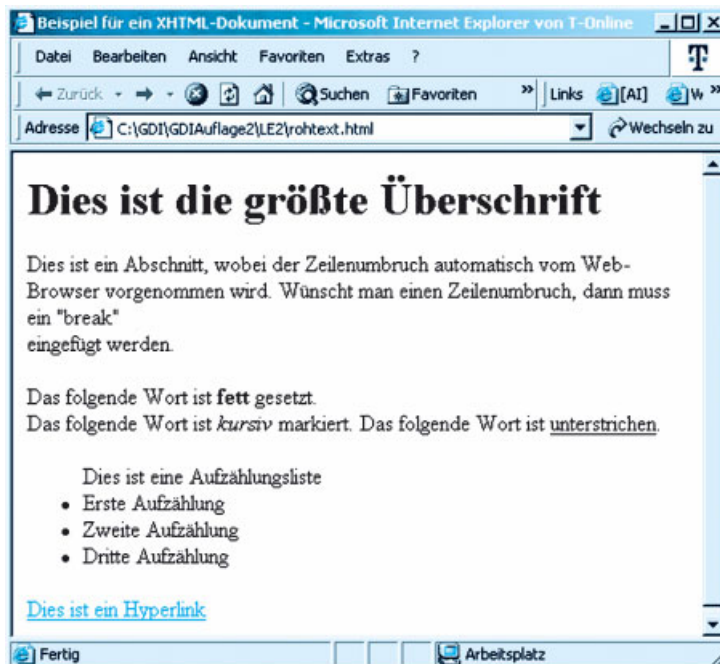 Beispiel für ein XHTML-Dokument - Microsoft Internet Explorer von T-Online
Datei Bearbeiten Ansicht Favoriten Extras ?
T
Zurück Suchen Favoriten » Links [AI] W »
Adresse C:\GDI\GDIAuflage2\LE2\rohtext.html Wechseln zu
Dies ist die größte Überschrift
Dies ist ein Abschnitt, wobei der Zeilenumbruch automatisch vom Web-
Browser vorgenommen wird. Wünscht man einen Zeilenumbruch, dann muss
ein "break"
eingefügt werden.
Das folgende Wort ist fett gesetzt.
Das folgende Wort ist kursiv markiert. Das folgende Wort ist unterstrichen.
Dies ist eine Aufzählungsliste
• Erste Aufzählung
• Zweite Aufzählung
• Dritte Aufzählung
Dies ist ein Hyperlink
Fertig Arbeitsplatz